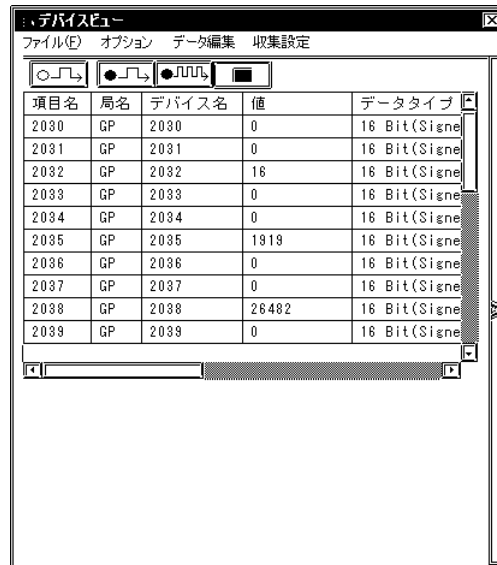 デバイスビュー
ファイル(F) オプション データ編集 収集設定
項目名 局名 デバイス名 値 データタイプ
2030 GP 2030 0 16 Bit(Signe
2031 GP 2031 0 16 Bit(Signe
2032 GP 2032 16 16 Bit(Signe
2033 GP 2033 0 16 Bit(Signe
2034 GP 2034 0 16 Bit(Signe
2035 GP 2035 1919 16 Bit(Signe
2036 GP 2036 0 16 Bit(Signe
2037 GP 2037 0 16 Bit(Signe
2038 GP 2038 26482 16 Bit(Signe
2039 GP 2039 0 16 Bit(Signe